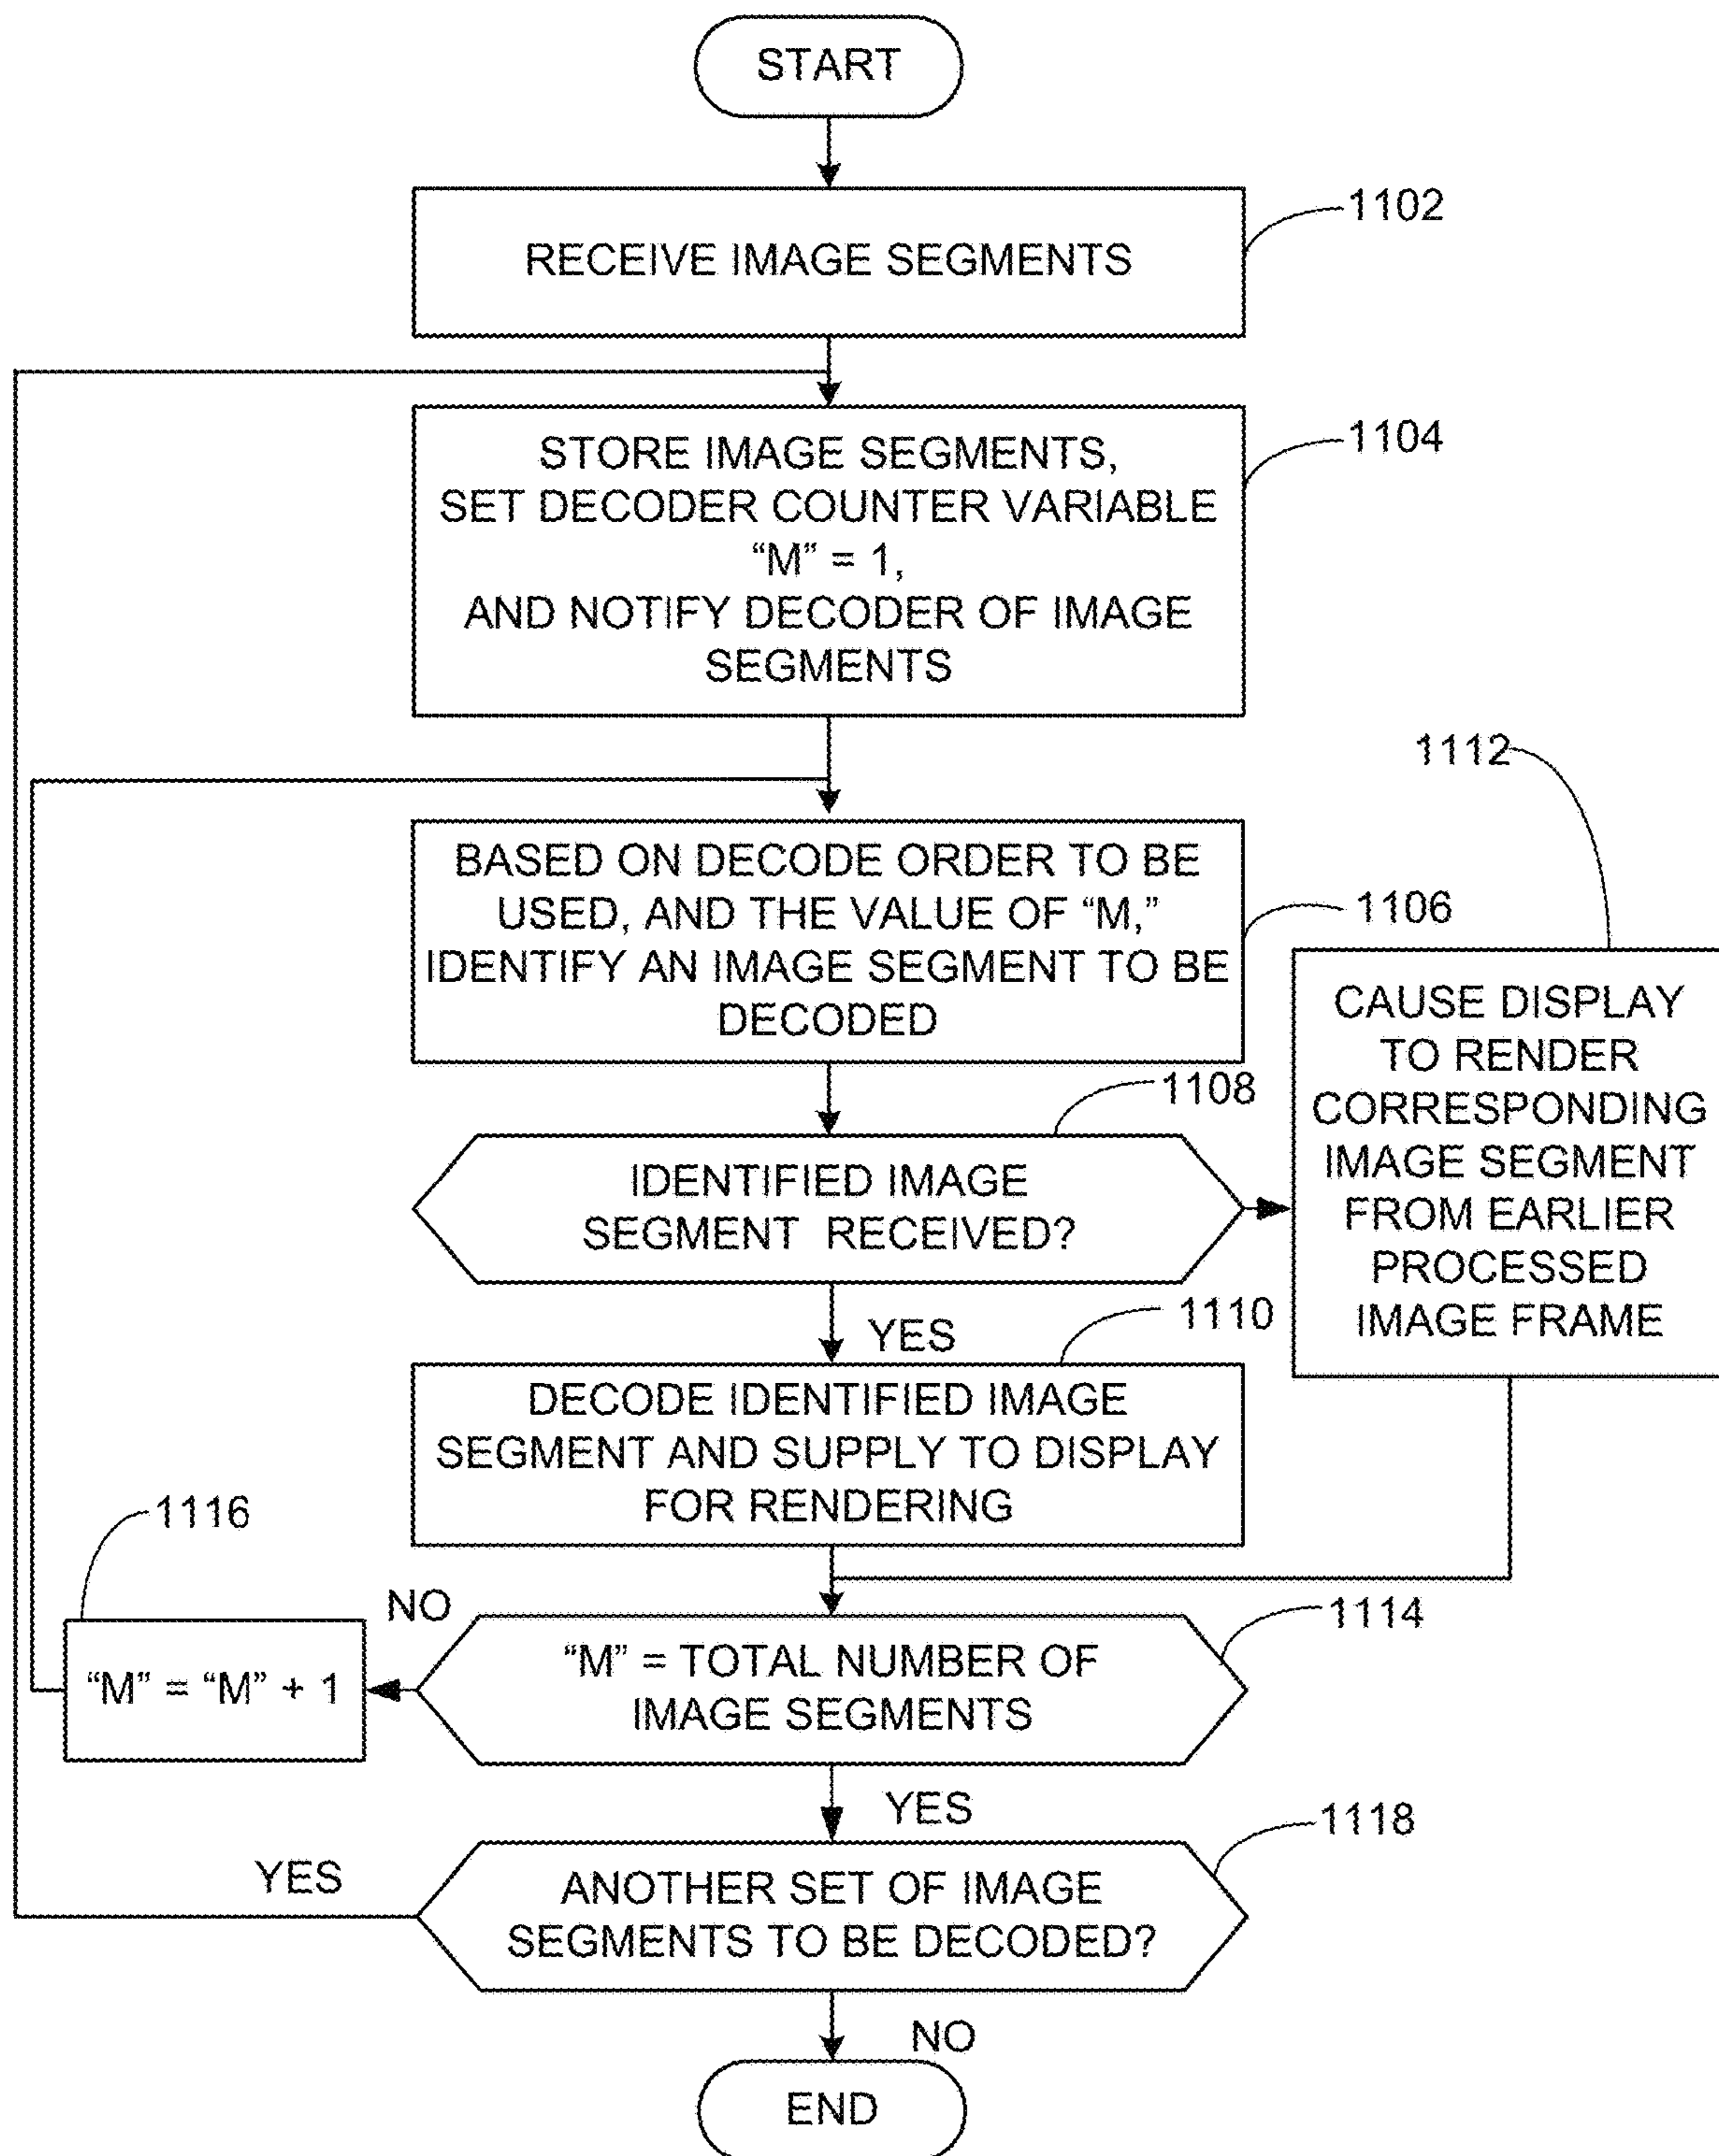 START
RECEIVE IMAGE SEGMENTS
1102
STORE IMAGE SEGMENTS,
SET DECODER COUNTER VARIABLE
“M” = 1,
AND NOTIFY DECODER OF IMAGE
SEGMENTS
1104
BASED ON DECODE ORDER TO BE
USED, AND THE VALUE OF “M,”
IDENTIFY AN IMAGE SEGMENT TO BE
DECODED
1106
1112
CAUSE DISPLAY
TO RENDER
CORRESPONDING
IMAGE SEGMENT
FROM EARLIER
PROCESSED
IMAGE FRAME
1108
IDENTIFIED IMAGE
SEGMENT RECEIVED?
YES
1110
DECODE IDENTIFIED IMAGE
SEGMENT AND SUPPLY TO DISPLAY
FOR RENDERING
1116
“M” = “M” + 1
NO
1114
“M” = TOTAL NUMBER OF
IMAGE SEGMENTS
YES
1118
YES
ANOTHER SET OF IMAGE
SEGMENTS TO BE DECODED?
NO
END